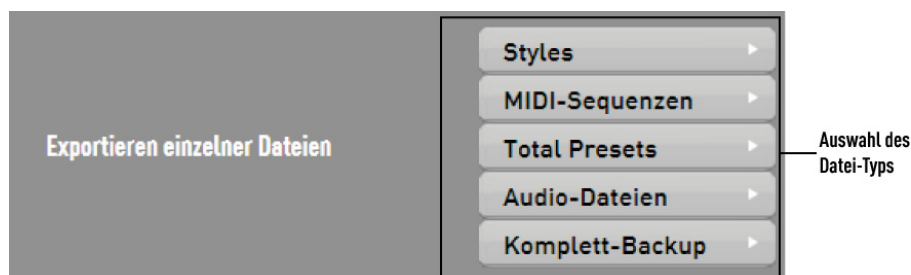 Exportieren einzelner Dateien
Styles
MIDI-Sequenzen
Total Presets
Audio-Dateien
Komplett-Backup
Auswahl des
Datei-Typs